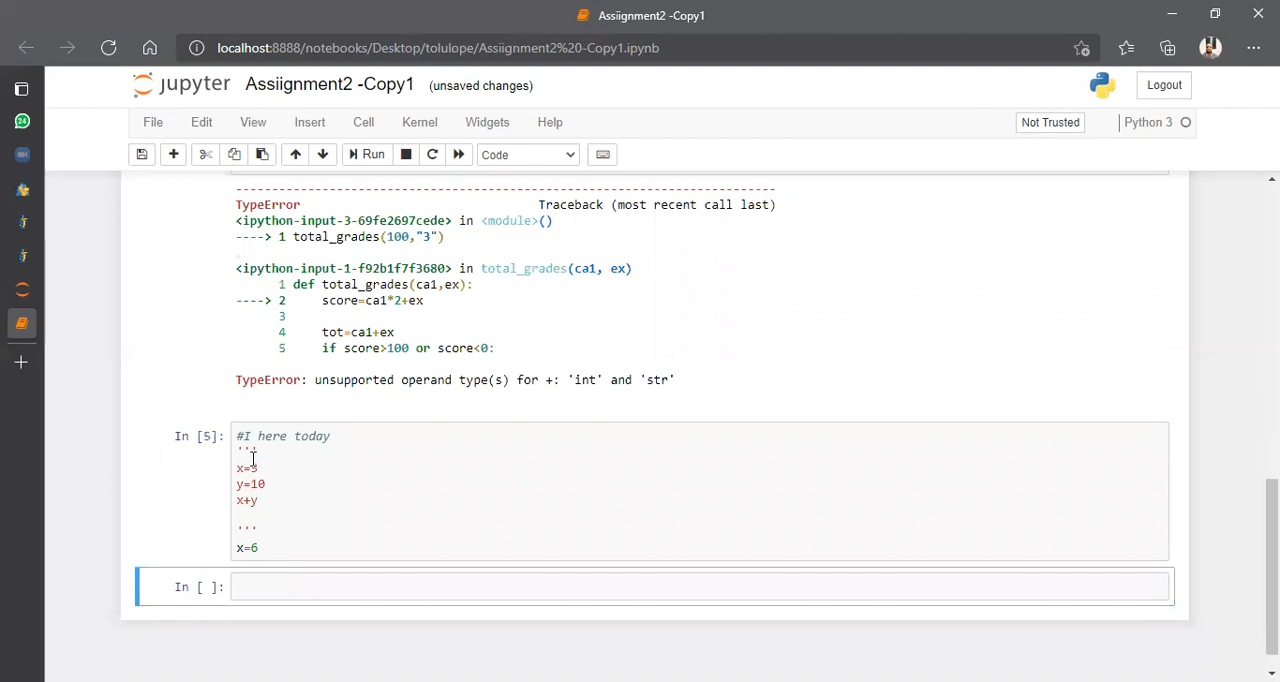 Assiignment2 -Copy1
localhost:8888/notebooks/Desktop/tolulope/Assiignment2%20-Copy1.ipynb
24
jupyter Assiignment2 -Copy1 (unsaved changes)
Logout
File Edit View Insert Cell Kernel Widgets Help
Not Trusted
Python 3
Run
Code
---------------------------------------------------------------------------
TypeError Traceback (most recent call last)
<ipython-input-3-69fe2697cede> in <module>()
----> 1 total_grades(100,"3")
<ipython-input-1-f92b1f7f3680> in total_grades(ca1, ex)
1 def total_grades(ca1,ex):
----> 2 score=ca1*2+ex
3
4 tot=ca1+ex
5 if score>100 or score<0:
TypeError: unsupported operand type(s) for +: 'int' and 'str'
In [5]: #I here today
'''
x=5
y=10
x+y
'''
x=6
In [ ]: